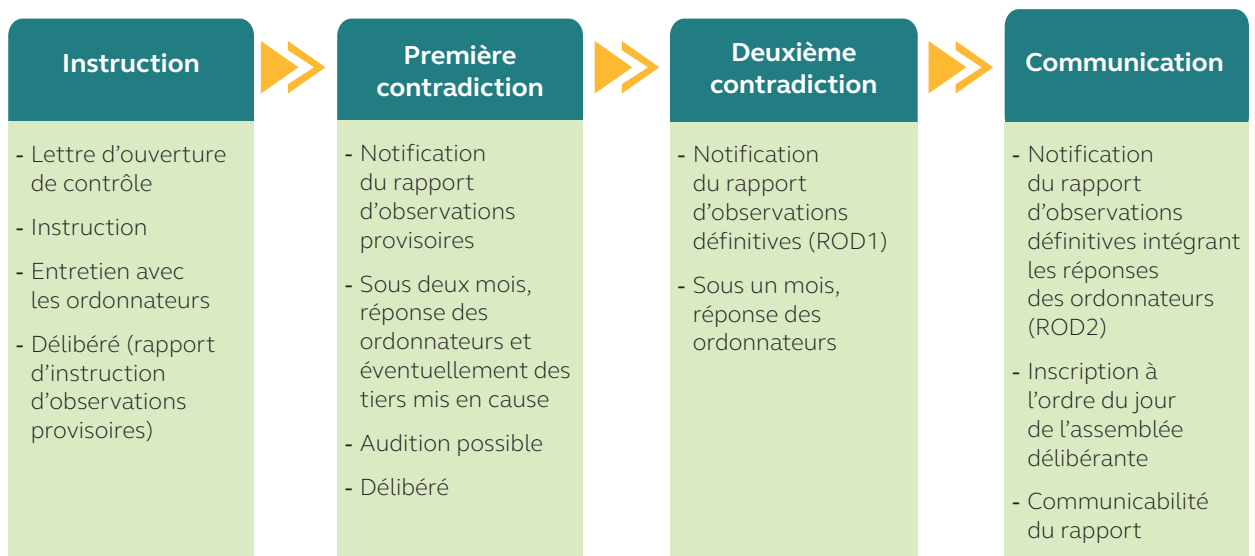 Instruction
- Lettre d'ouverture
de contrôle
- Instruction
- Entretien avec
les ordonnateurs
- Délibéré (rapport
d'instruction
d'observations
provisoires)
Première
contradiction
- Notification
du rapport
d'observations
provisoires
- Sous deux mois,
réponse des
ordonnateurs et
éventuellement des
tiers mis en cause
- Audition possible
- Délibéré
Deuxième
contradiction
- Notification
du rapport
d'observations
définitives (ROD1)
- Sous un mois,
réponse des
ordonnateurs
Communication
- Notification
du rapport
d'observations
définitives intégrant
les réponses
des ordonnateurs
(ROD2)
- Inscription à
l'ordre du jour
de l'assemblée
délibérante
- Communicabilité
du rapport